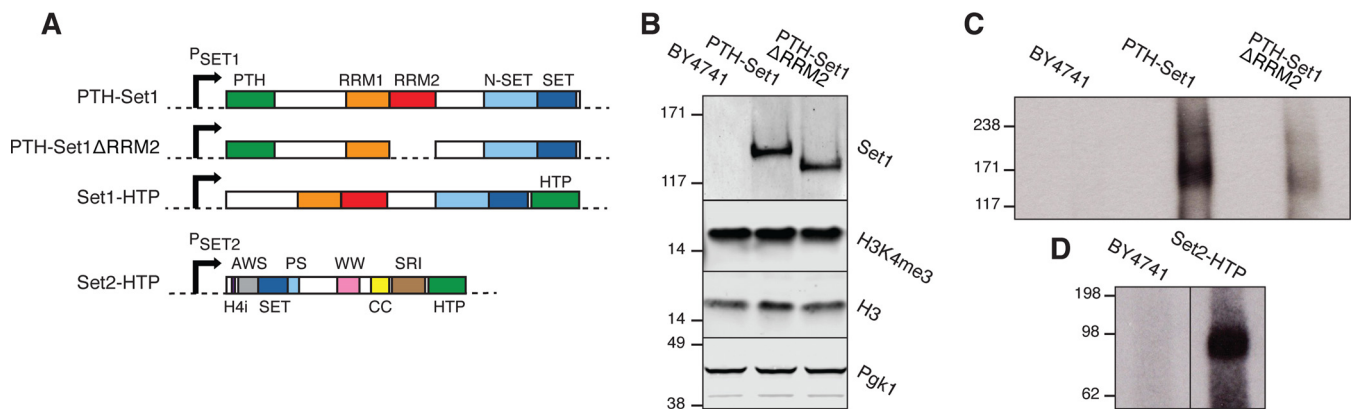 A
P SET1
PTH RRM1 RRM2 N-SET SET
PTH-Set1
PTH-Set1ΔRRM2
HTP
Set1-HTP
P SET2
AWS PS WW SRI
Set2-HTP
H4i SET CC HTP
B
BY4741
PTH-Set1
PTH-Set1
ΔRRM2
171
117
Set1
14
H3K4me3
14
H3
49
38
Pgk1
C
BY4741
PTH-Set1
PTH-Set1
ΔRRM2
238
171
117
D
BY4741
Set2-HTP
198
98
62